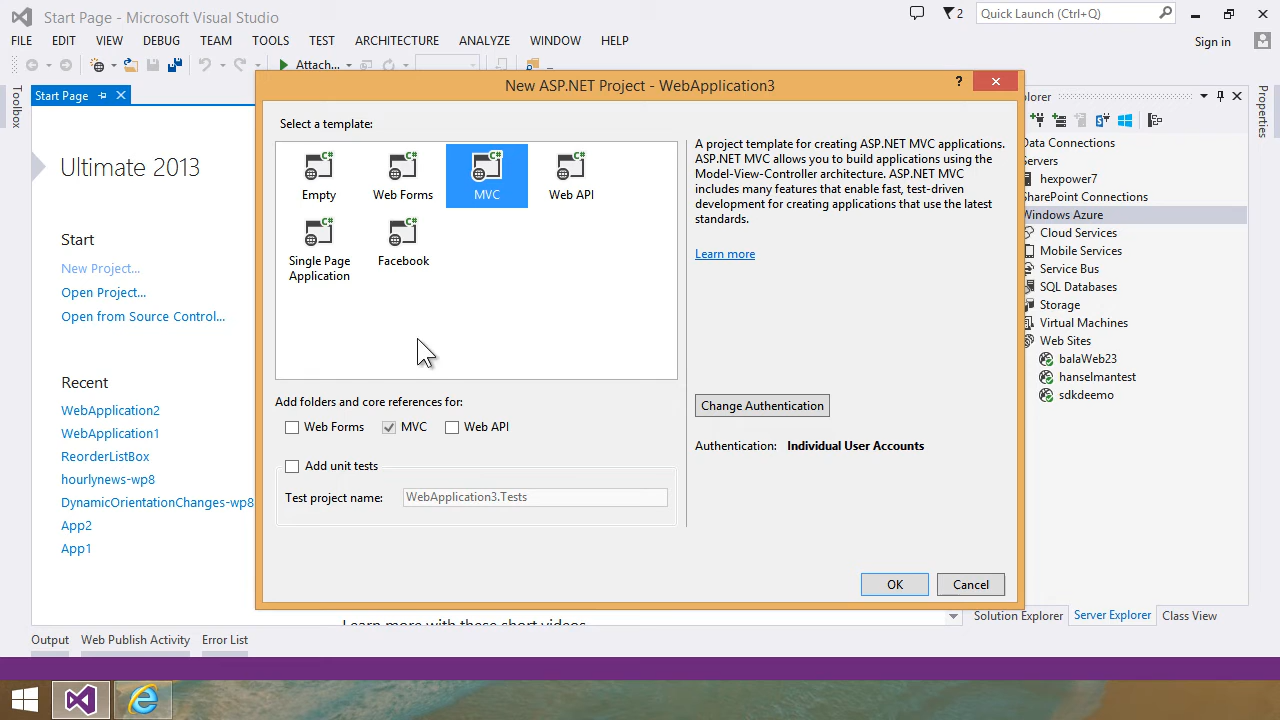 Start Page - Microsoft Visual Studio
2
Quick Launch (Ctrl+Q)
FILE EDIT VIEW DEBUG TEAM TOOLS TEST ARCHITECTURE ANALYZE WINDOW HELP
Sign in
Attach...
Toolbox
Start Page
Ultimate 2013
Start
New Project...
Open Project...
Open from Source Control...
Recent
WebApplication2
WebApplication1
ReorderListBox
hourlynews-wp8
DynamicOrientationChanges-wp8
App2
App1
New ASP.NET Project - WebApplication3
?
Select a template:
C# C# C# C#
Empty Web Forms MVC Web API
C# C#
Single Page
Application
Facebook
Add folders and core references for:
Web Forms MVC Web API
Add unit tests
Test project name: WebApplication3.Tests
A project template for creating ASP.NET MVC applications.
ASP.NET MVC allows you to build applications using the
Model-View-Controller architecture. ASP.NET MVC
includes many features that enable fast, test-driven
development for creating applications that use the latest
standards.
Learn more
Change Authentication
Authentication: Individual User Accounts
OK Cancel
plorer
Data Connections
Servers
hexpower7
SharePoint Connections
Windows Azure
Cloud Services
Mobile Services
Service Bus
SQL Databases
Storage
Virtual Machines
Web Sites
balaWeb23
hanselmantest
sdkdeemo
Properties
Learn more with these short videos
Solution Explorer Server Explorer Class View
Output Web Publish Activity Error List